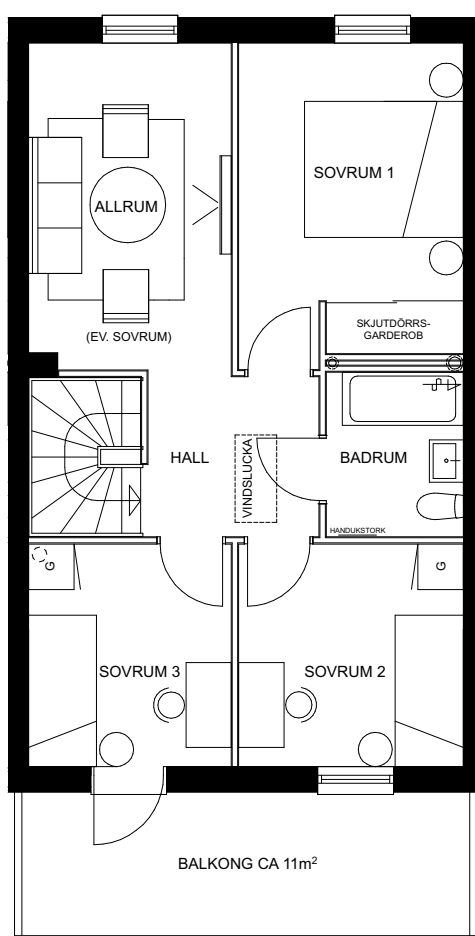 SOVRUM 1
ALLRUM
SKJUTDÖRRS-
GARDEROB
(EV. SOVRUM)
HALL
VINDSLUCKA
BADRUM
HANDUKSTORK
G
G
SOVRUM 3
SOVRUM 2
BALKONG CA 11m²